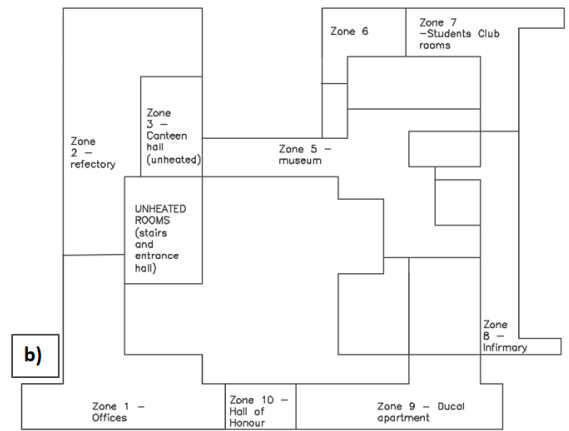 Zone 6
Zone 7
–Students Club
rooms
Zone
3 –
Canteen
hall
(unheated)
Zone
2 –
refectory
Zone 5 –
museum
UNHEATED
ROOMS
(stairs
and
entrance
hall)
b)
Zone
8 –
Infirmary
Zone 1 –
Offices
Zone 10 –
Hall of
Honour
Zone 9 – Ducal
apartment